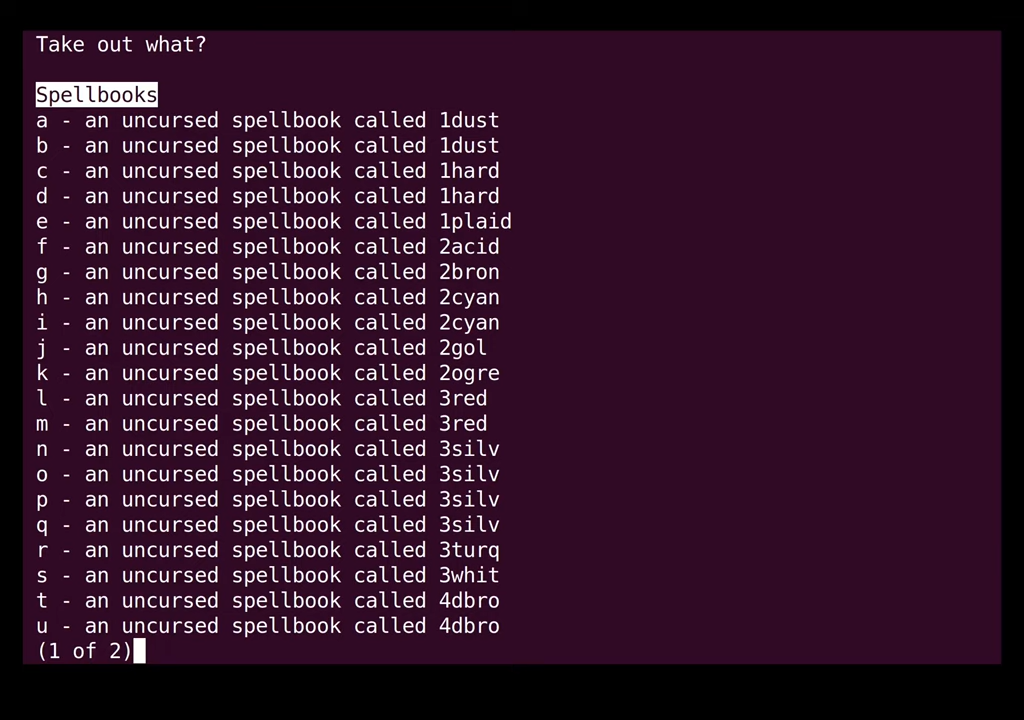 Take out what?
Spellbooks
a - an uncursed spellbook called 1dust
b - an uncursed spellbook called 1dust
c - an uncursed spellbook called 1hard
d - an uncursed spellbook called 1hard
e - an uncursed spellbook called 1plaid
f - an uncursed spellbook called 2acid
g - an uncursed spellbook called 2bron
h - an uncursed spellbook called 2cyan
i - an uncursed spellbook called 2cyan
j - an uncursed spellbook called 2gol
k - an uncursed spellbook called 2ogre
l - an uncursed spellbook called 3red
m - an uncursed spellbook called 3red
n - an uncursed spellbook called 3silv
o - an uncursed spellbook called 3silv
p - an uncursed spellbook called 3silv
q - an uncursed spellbook called 3silv
r - an uncursed spellbook called 3turq
s - an uncursed spellbook called 3whit
t - an uncursed spellbook called 4dbro
u - an uncursed spellbook called 4dbro
(1 of 2)